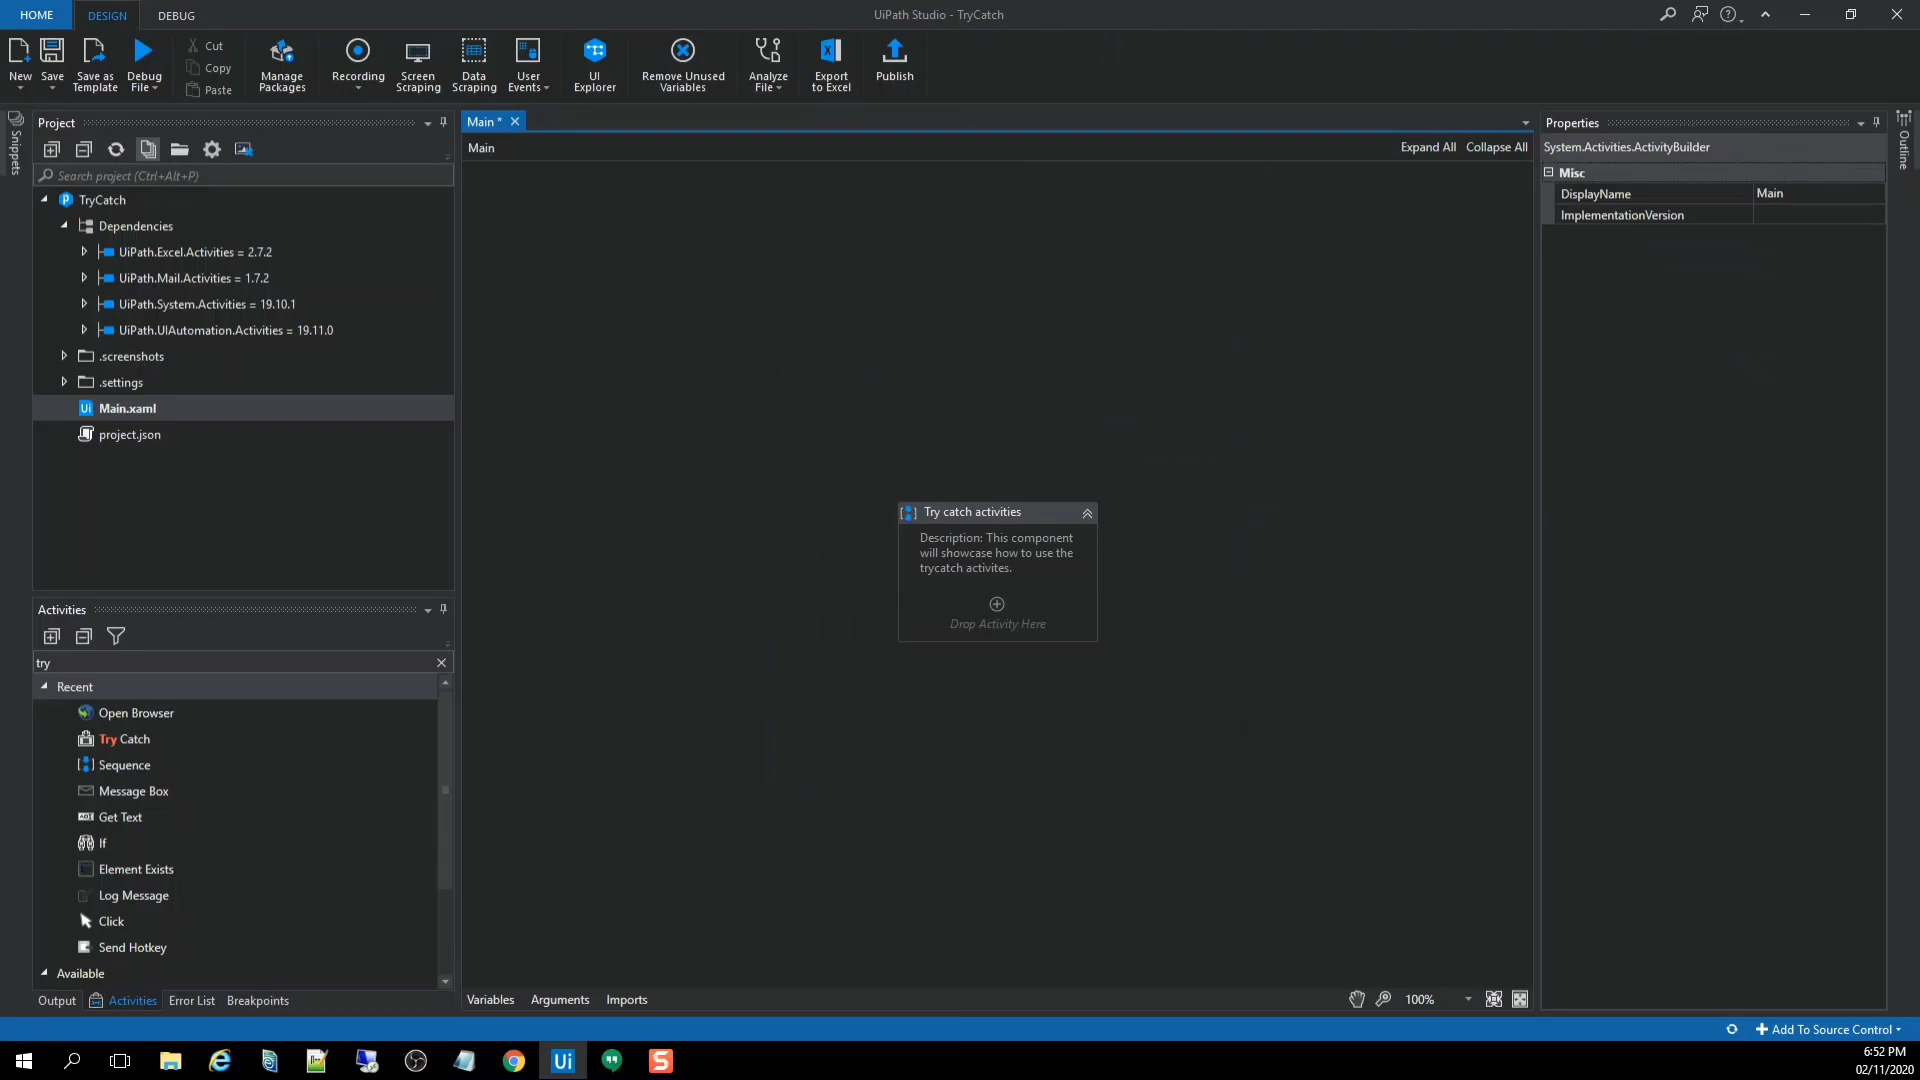 HOME
DESIGN
DEBUG
UiPath Studio - TryCatch
New
Save
Save as
Template
Debug
File
Cut
Copy
Paste
Manage
Packages
Recording
Screen
Scraping
Data
Scraping
User
Events
UI
Explorer
Remove Unused
Variables
Analyze
File
Export
to Excel
Publish
Snippets
Project
Search project (Ctrl+Alt+P)
TryCatch
Dependencies
UiPath.Excel.Activities = 2.7.2
UiPath.Mail.Activities = 1.7.2
UiPath.System.Activities = 19.10.1
UiPath.UIAutomation.Activities = 19.11.0
.screenshots
.settings
Main.xaml
project.json
Activities
try
Recent
Open Browser
Try Catch
Sequence
Message Box
Get Text
If
Element Exists
Log Message
Click
Send Hotkey
Available
Output
Activities
Error List
Breakpoints
Main *
Main
Expand All
Collapse All
Try catch activities
Description: This component
will showcase how to use the
trycatch activites.
Drop Activity Here
Variables
Arguments
Imports
100%
Properties
System.Activities.ActivityBuilder
Misc
DisplayName
Main
ImplementationVersion
Outline
Add To Source Control
6:52 PM
02/11/2020